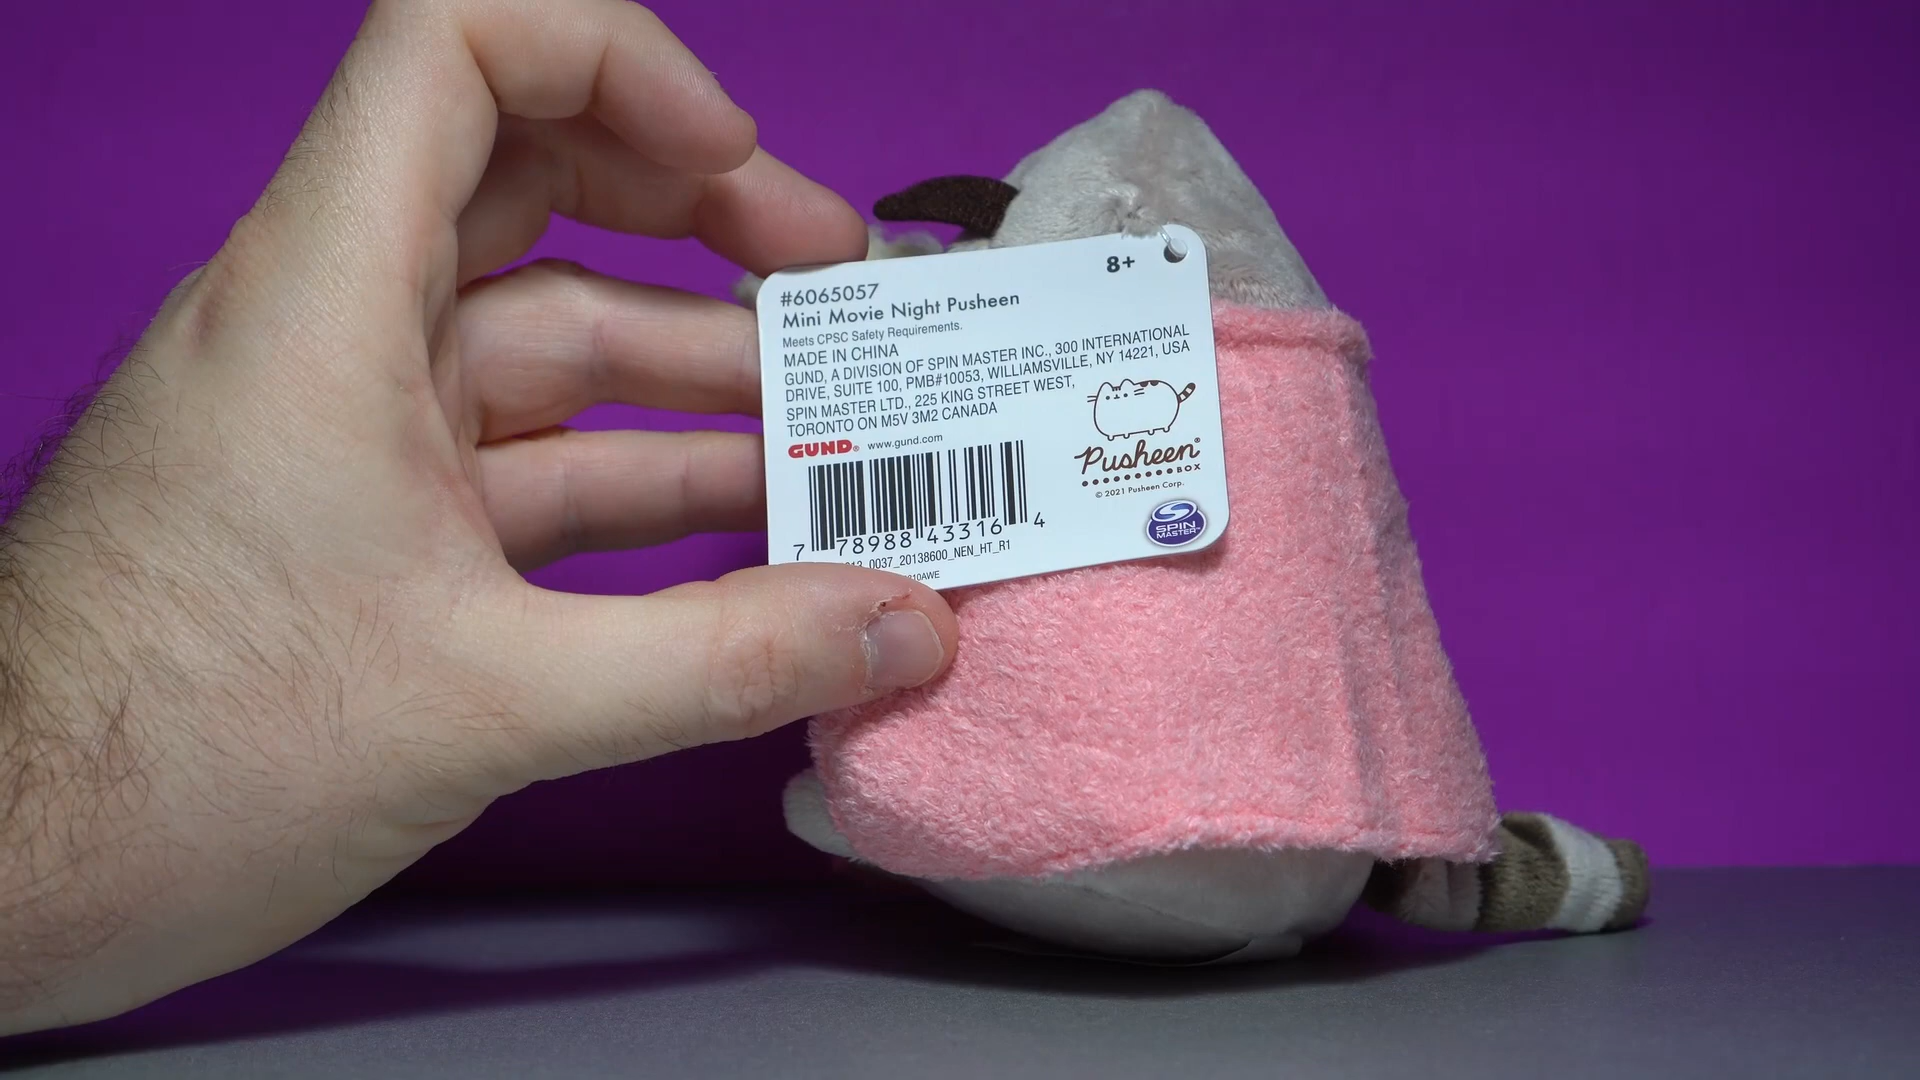 8+
#6065057
Mini Movie Night Pusheen
Meets CPSC Safety Requirements.
MADE IN CHINA
GUND, A DIVISION OF SPIN MASTER INC., 300 INTERNATIONAL
DRIVE, SUITE 100, PMB#10053, WILLIAMSVILLE, NY 14221, USA
SPIN MASTER LTD., 225 KING STREET WEST,
TORONTO ON M5V 3M2 CANADA
GUND® www.gund.com
Pusheen®
BOX
© 2021 Pusheen Corp.
SPIN
MASTER™
7 78988 43316 4
0037_20138600_NEN_HT_R1